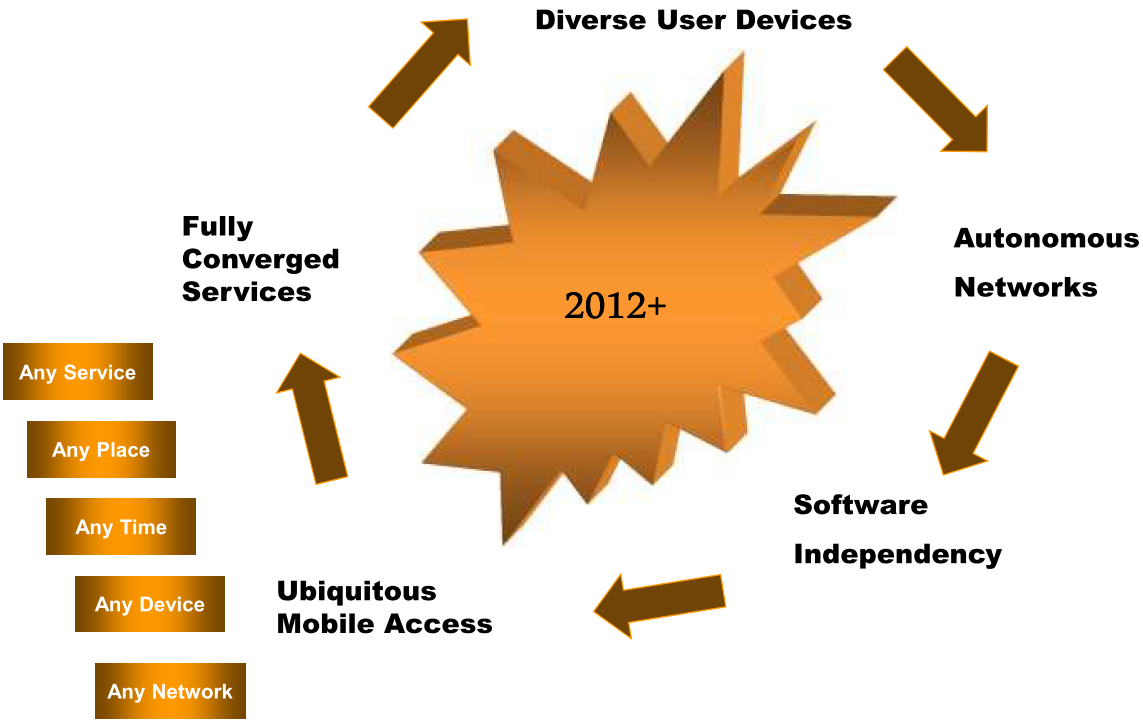 Diverse User Devices
Autonomous
Networks
Fully
Converged
Services
2012+
Any Service
Any Place
Any Time
Any Device
Any Network
Software
Independency
Ubiquitous
Mobile Access